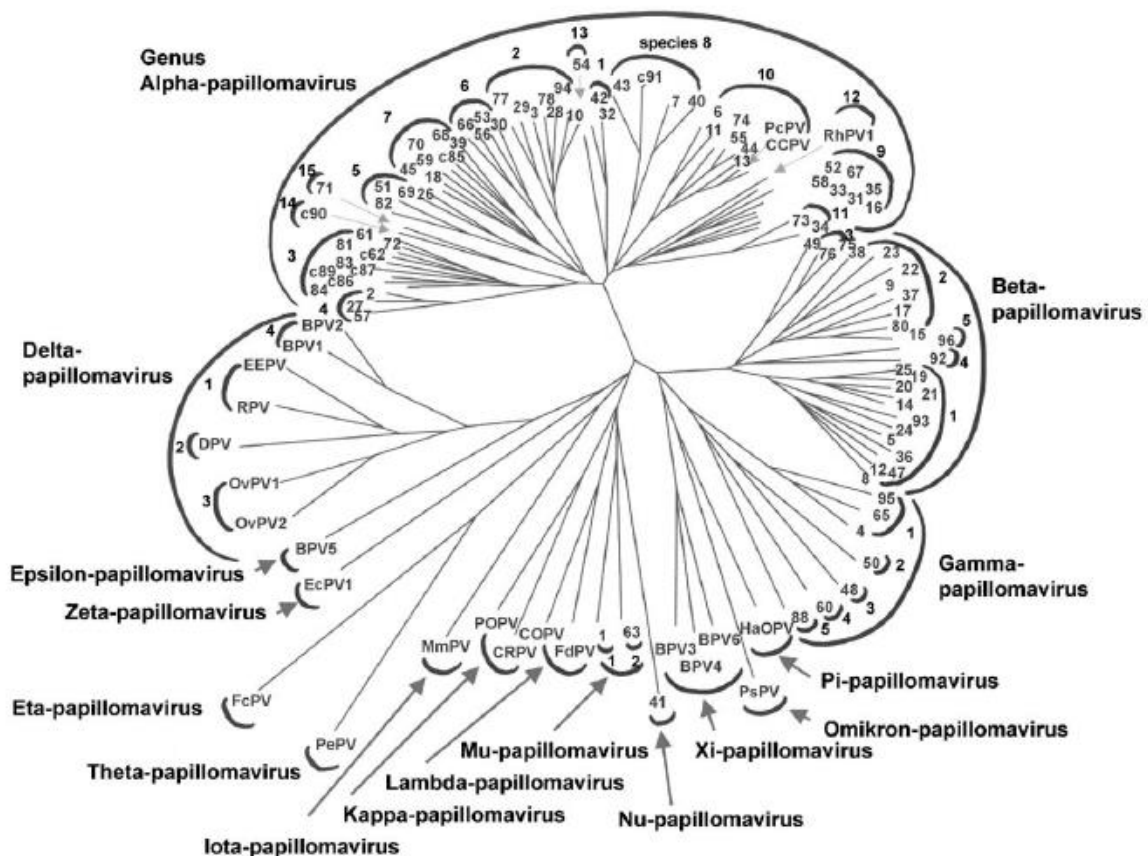 Genus
Alpha-papillomavirus
13
54
2
1
species 8
94
42
43
c91
7
40
10
6
74
55
44
11
13
PcPV
CCPV
12
RhPV1
9
52
67
58
33
35
31
16
11
73
34
6
77
29
78
3
28
10
32
7
66
53
30
56
68
39
c85
70
59
45
18
5
51
69
26
82
15
71
14
c90
3
61
81
72
83
c62
c89
c87
c86
84
4
2
27
57
Delta-
papillomavirus
4
BPV2
BPV1
1
EEPV
RPV
2
DPV
3
OvPV1
OvPV2
Beta-
papillomavirus
3
49
75
76
38
23
22
2
9
37
17
80
15
5
96
92
4
25
19
20
21
14
93
24
5
36
12
47
8
1
95
65
4
1
50
2
48
3
60
4
88
5
Gamma-
papillomavirus
Epsilon-papillomavirus
BPV5
Zeta-papillomavirus
EcPV1
Eta-papillomavirus
FcPV
Theta-papillomavirus
PePV
Iota-papillomavirus
MmPV
Kappa-papillomavirus
POPV
CRPV
Lambda-papillomavirus
COPV
FdPV
Mu-papillomavirus
1
63
1
2
Nu-papillomavirus
41
Xi-papillomavirus
BPV3
BPV6
BPV4
Omikron-papillomavirus
PsPV
Pi-papillomavirus
HaOPV